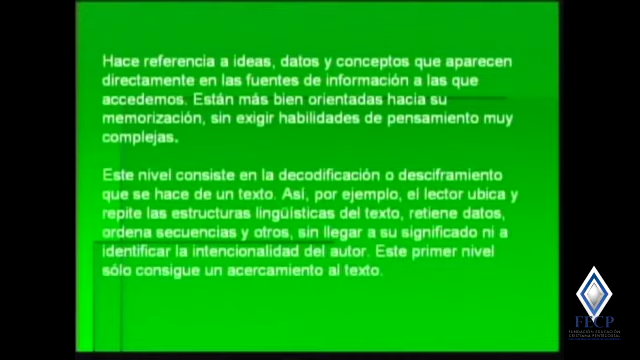 Hace referencia a ideas, datos y conceptos que aparecen
directamente en las fuentes de información a las que
accedemos. Están más bien orientadas hacia su
memorización, sin exigir habilidades de pensamiento muy
complejas.
Este nivel consiste en la decodificación o desciframiento
que se hace de un texto. Así, por ejemplo, el lector ubica y
repite las estructuras lingüísticas del texto, retiene datos,
ordena secuencias y otros, sin llegar a su significado ni a
identificar la intencionalidad del autor. Este primer nivel
sólo consigue un acercamiento al texto.
FECP
FUNDACIÓN EDUCACIÓN
CRISTIANA PENTECOSTAL